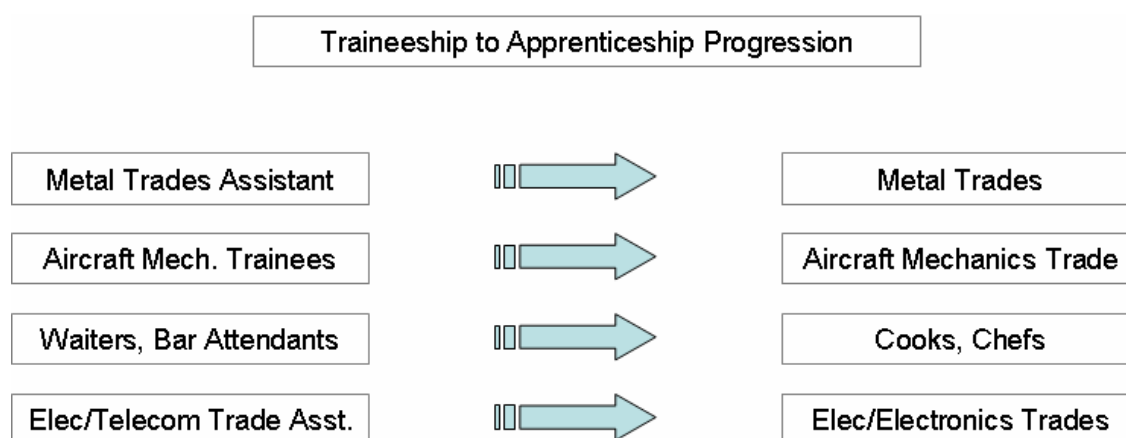 Traineeship to Apprenticeship Progression
Metal Trades Assistant
Metal Trades
Aircraft Mech. Trainees
Aircraft Mechanics Trade
Waiters, Bar Attendants
Cooks, Chefs
Elec/Telecom Trade Asst.
Elec/Electronics Trades